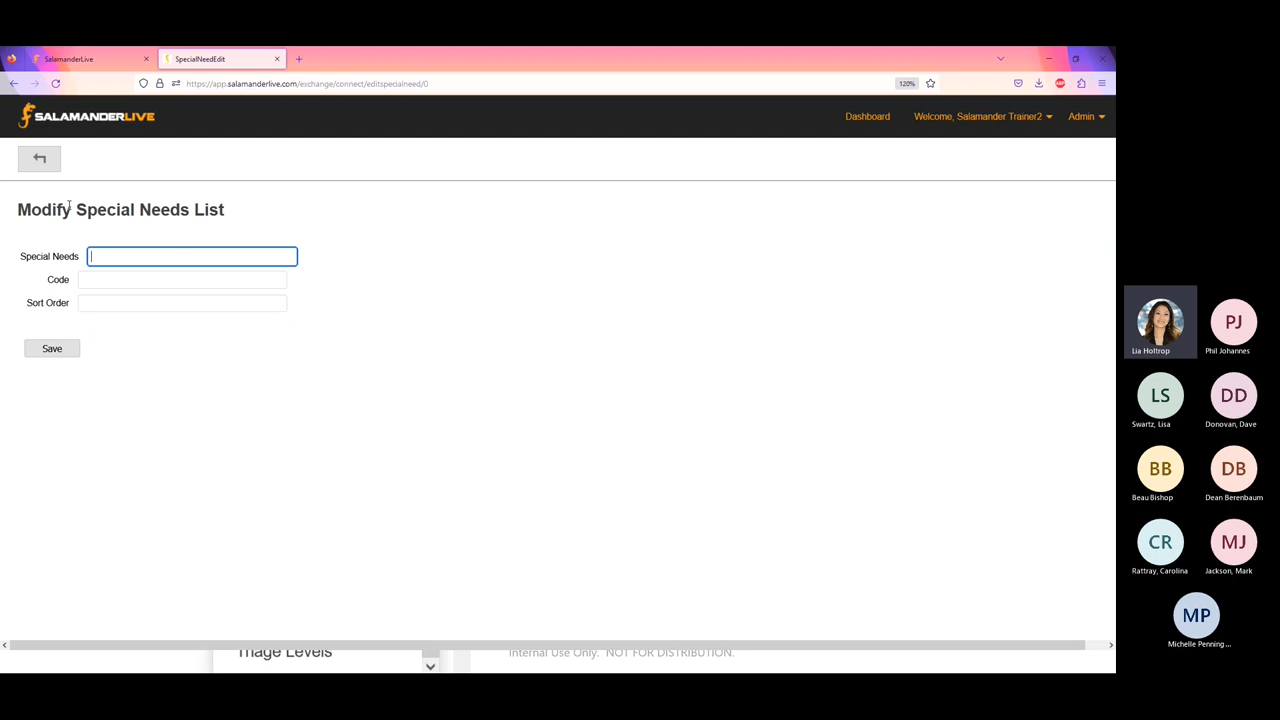 SalamanderLive
SpecialNeedEdit
https://app.salamanderlive.com/exchange/connect/editspecialneed/0
120%
SALAMANDERLIVE
Dashboard
Welcome, Salamander Trainer2
Admin
Modify Special Needs List
Special Needs
Code
Sort Order
Save
Triage Levels
Internal Use Only. NOT FOR DISTRIBUTION.
Lia Holtrop
PJ
Phil Johannes
LS
Swartz, Lisa
DD
Donovan, Dave
BB
Beau Bishop
DB
Dean Berenbaum
CR
Rattray, Carolina
MJ
Jackson, Mark
MP
Michelle Penning ...